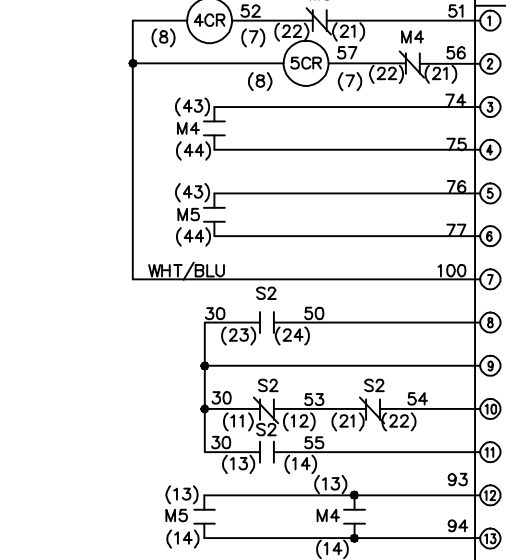 4CR 52 51 1
(8) (7) (22) (21)
M4
5CR 57 56 2
(8) (7) (22) (21)
(43) 74 3
M4
(44) 75 4
(43) 76 5
M5
(44) 77 6
WHT/BLU 100 7
S2
30 50 8
(23) (24)
9
S2 S2
30 53 54 10
(11) (12) (21) (22)
S2
30 55 11
(13) (14)
(13) (13) 93 12
M5 M4
(14) 94 13
(14)